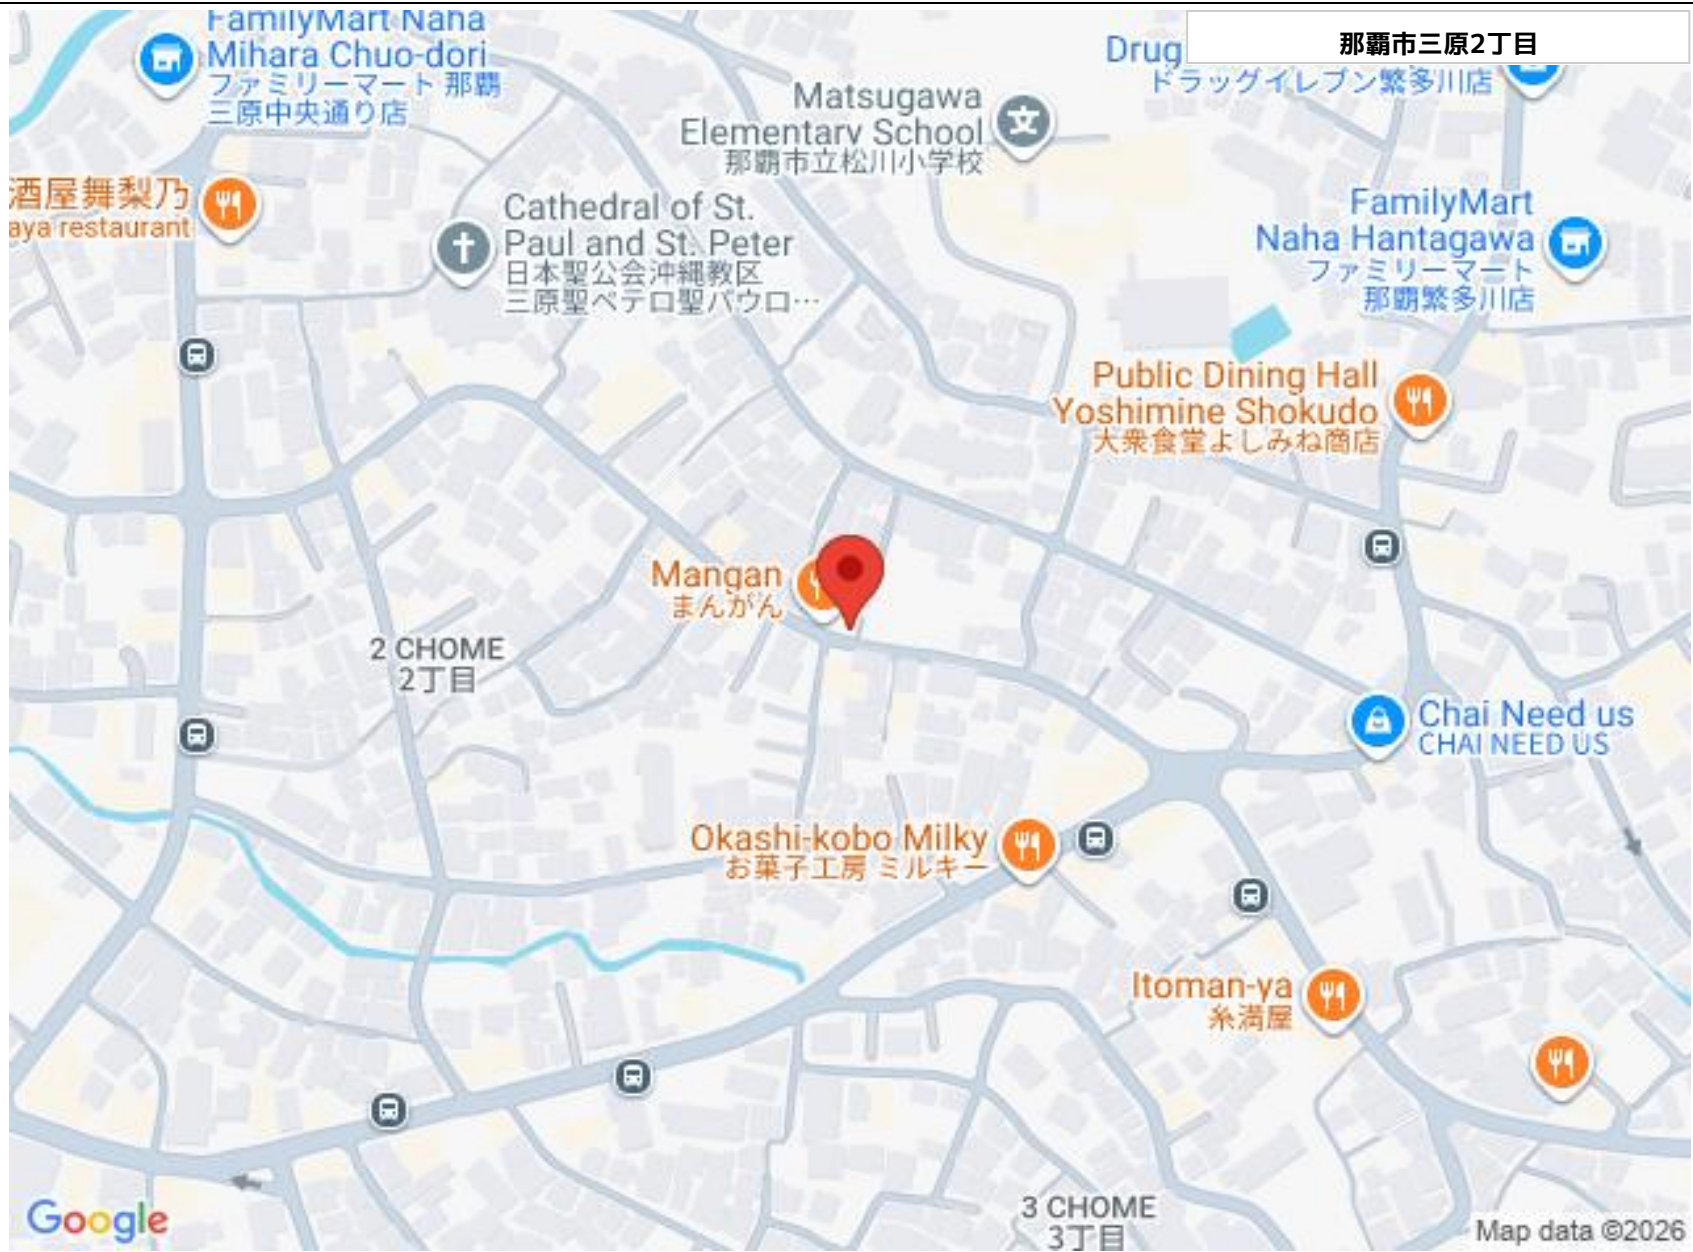 那覇市三原2丁目
FamilyMart Naha
Mihara Chuo-dori
ファミリーマート 那覇
三原中央通り店
Drug
ドラッグイレブン繁多川店
Matsugawa
Elementary School
那覇市立松川小学校
酒屋舞梨乃
aya restaurant
Cathedral of St.
Paul and St. Peter
日本聖公会沖縄教区
三原聖ペテロ聖パウロ…
FamilyMart
Naha Hantagawa
ファミリーマート
那覇繁多川店
Public Dining Hall
Yoshimine Shokudo
大衆食堂よしみね商店
Mangan
まんがん
2 CHOME
2丁目
Chai Need us
CHAI NEED US
Okashi-kobo Milky
お菓子工房 ミルキー
Itoman-ya
糸満屋
3 CHOME
3丁目
Google
Map data ©2026